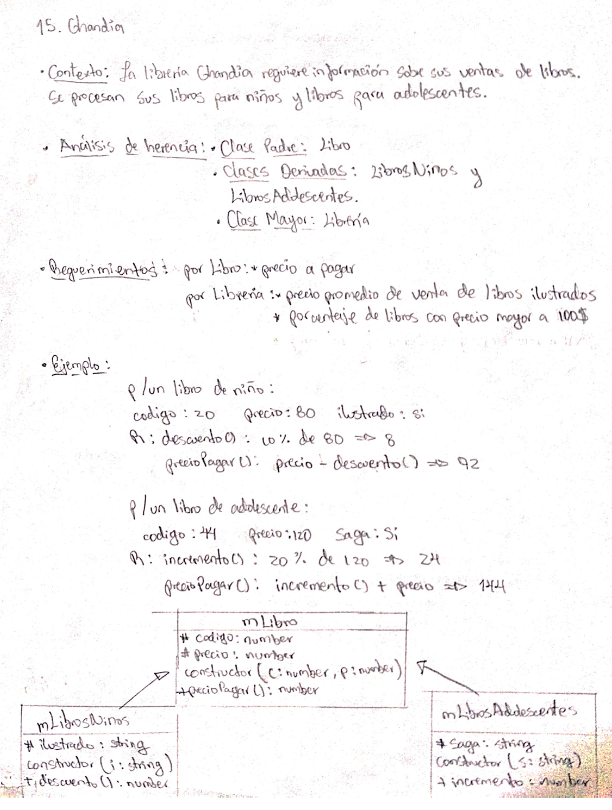 15. Ghandia
• Contexto: La librería Ghandia requiere información sobre sus ventas de libros.
Se procesan sus libros para niños y libros para adolescentes.
• Análisis de herencia: • Clase Padre: Libro
• Clases Derivadas: LibrosNinos y
LibrosAdolescentes.
• Clase Mayor: Librería
• Requerimientos: por Libro: * precio a pagar
por Librería: * precio promedio de venta de libros ilustrados
* porcentaje de libros con precio mayor a 100$
• Ejemplo:
p/un libro de niño:
codigo: 20 precio: 80 ilustrado: si
R: descuento(): 10% de 80 => 8
precioPagar(): precio - descuento() => 92
p/un libro de adolescente:
codigo: 44 precio: 120 Saga: Si
R: incremento(): 20% de 120 => 24
precioPagar(): incremento() + precio => 144
mLibro
# codigo: number
# precio: number
constructor (c: number, p: number)
+precioPagar(): number
mLibrosNinos
# ilustrado: string
constructor (i: string)
+ descuento(): number
mLibrosAdolescentes
# Saga: string
constructor (s: string)
+ incremento: number